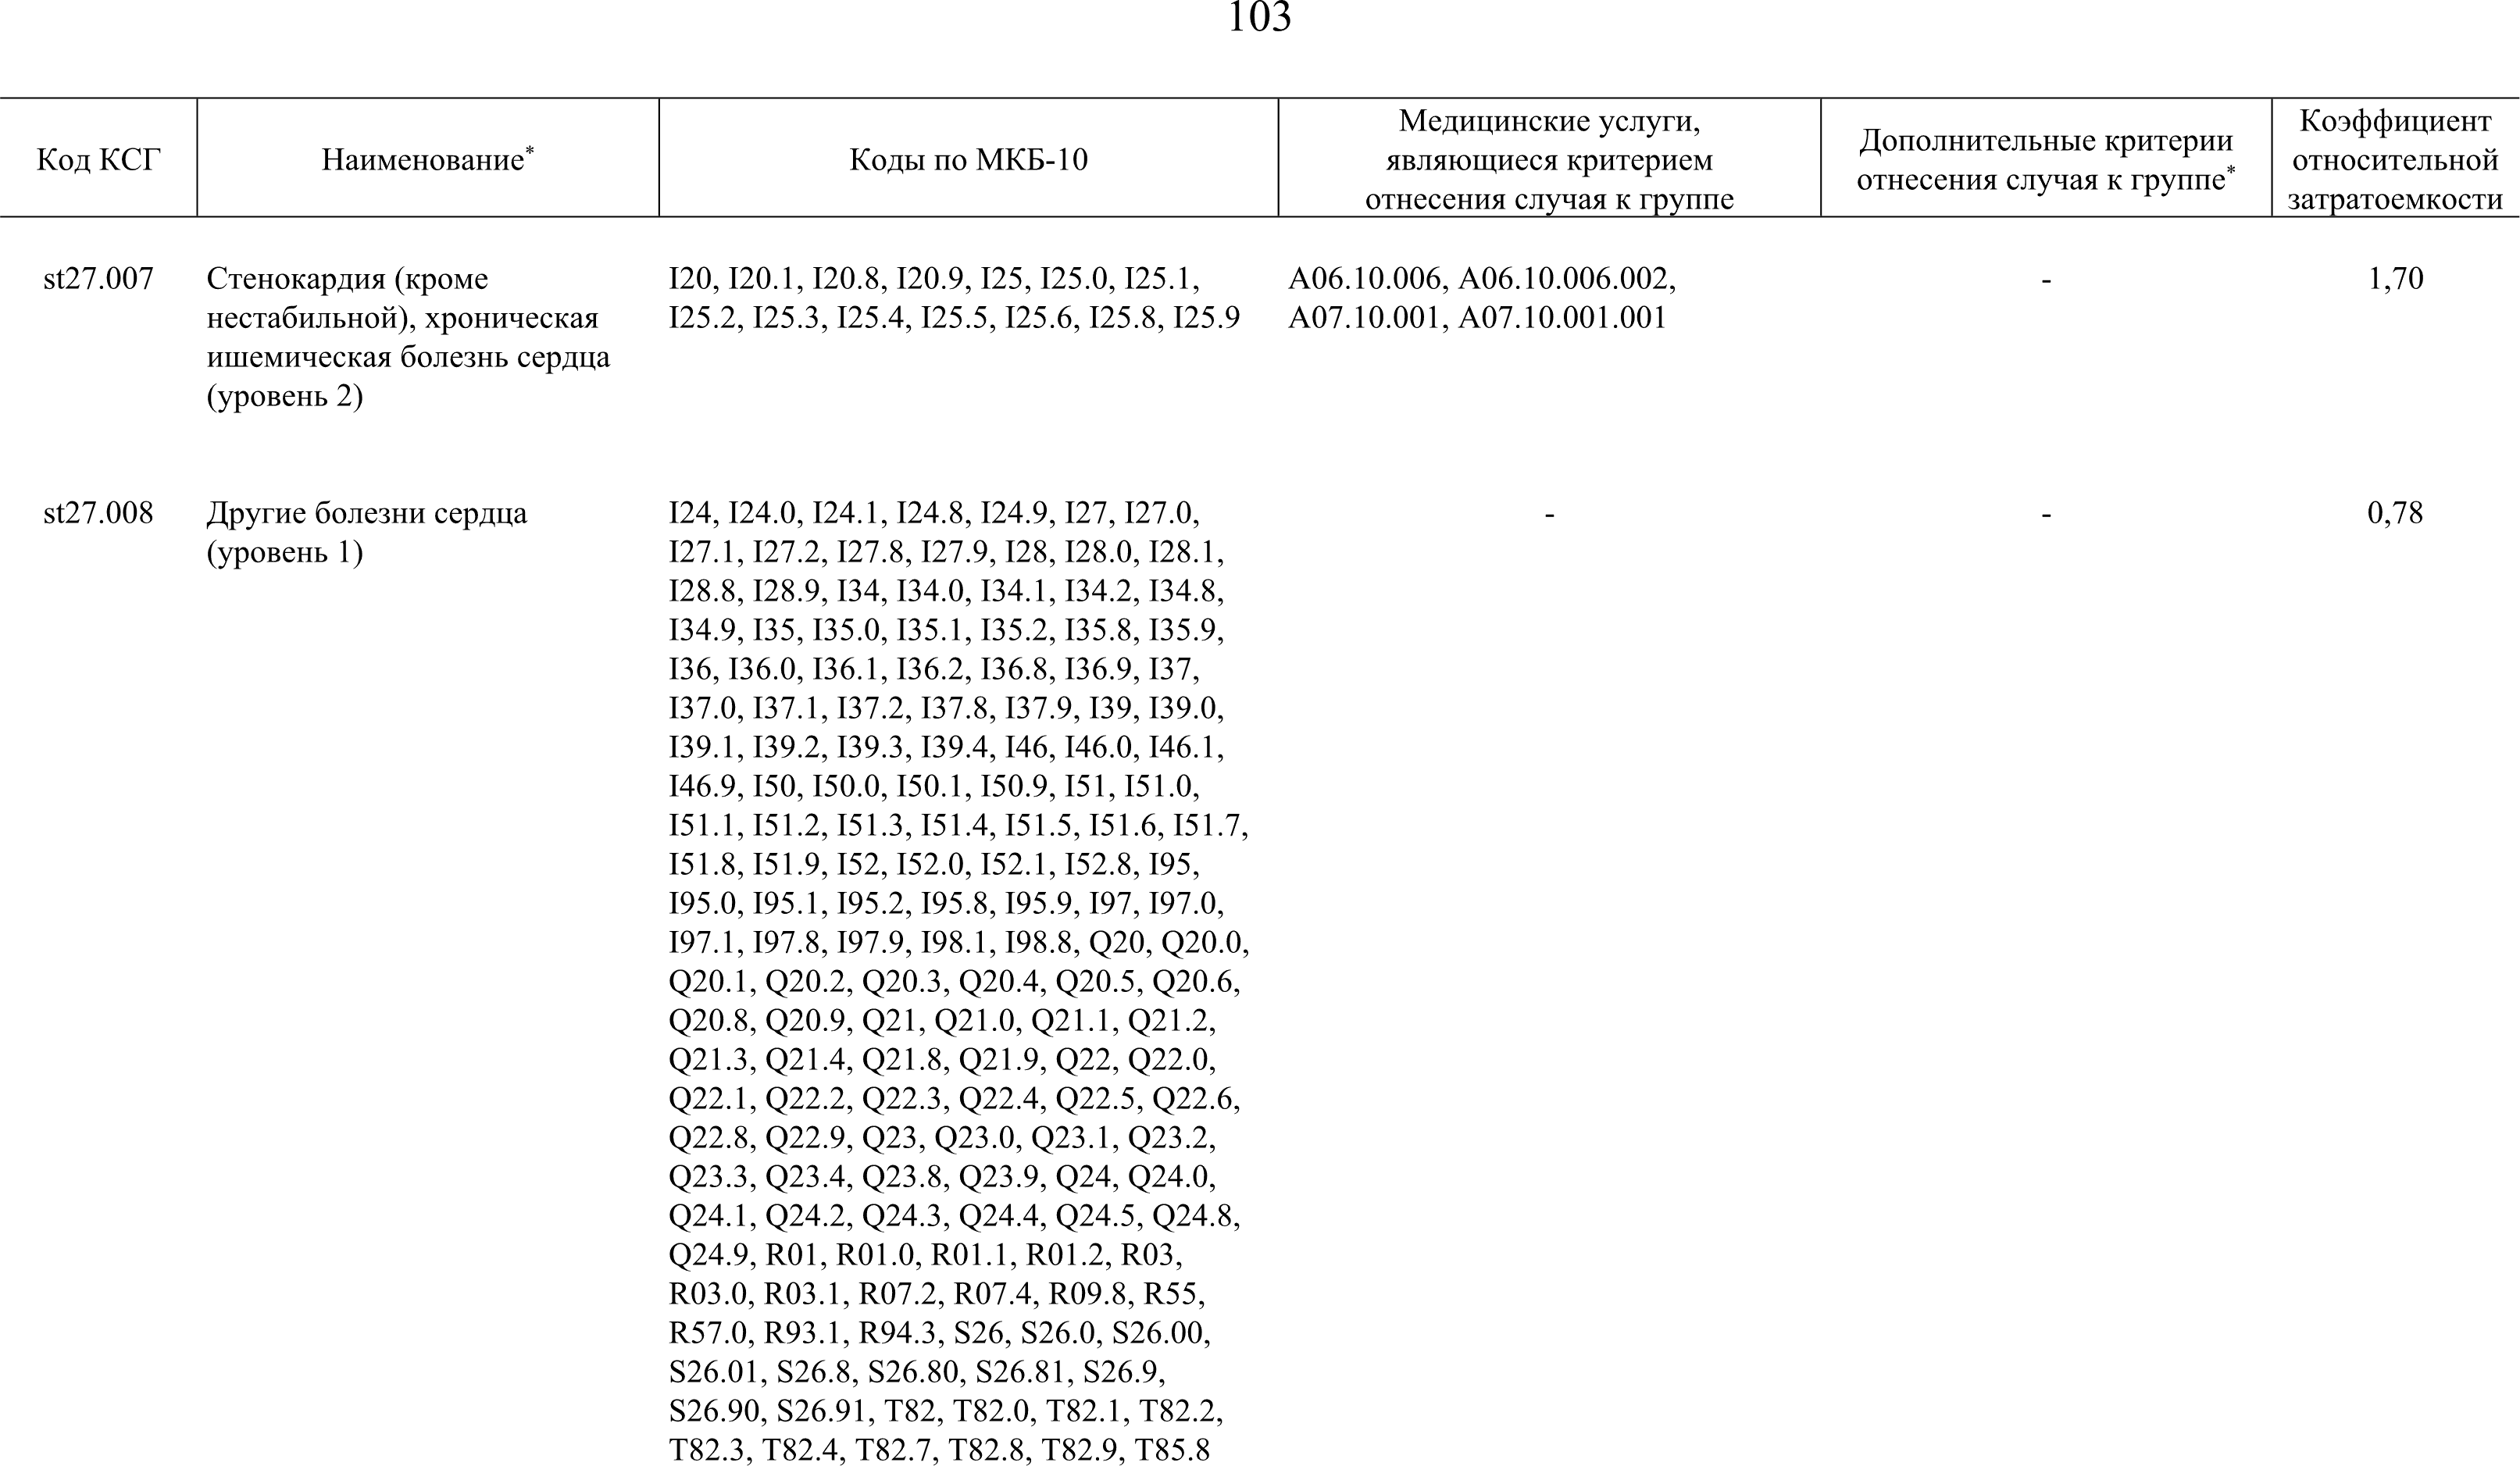 103
Код КСГ
Наименование*
Коды по МКБ-10
Медицинские услуги,
являющиеся критерием
отнесения случая к группе
Дополнительные критерии
отнесения случая к группе*
Коэффициент
относительной
затратоемкости
st27.007
Стенокардия (кроме
нестабильной), хроническая
ишемическая болезнь сердца
(уровень 2)
I20, I20.1, I20.8, I20.9, I25, I25.0, I25.1,
I25.2, I25.3, I25.4, I25.5, I25.6, I25.8, I25.9
A06.10.006, A06.10.006.002,
A07.10.001, A07.10.001.001
-
1,70
st27.008
Другие болезни сердца
(уровень 1)
I24, I24.0, I24.1, I24.8, I24.9, I27, I27.0,
I27.1, I27.2, I27.8, I27.9, I28, I28.0, I28.1,
I28.8, I28.9, I34, I34.0, I34.1, I34.2, I34.8,
I34.9, I35, I35.0, I35.1, I35.2, I35.8, I35.9,
I36, I36.0, I36.1, I36.2, I36.8, I36.9, I37,
I37.0, I37.1, I37.2, I37.8, I37.9, I39, I39.0,
I39.1, I39.2, I39.3, I39.4, I46, I46.0, I46.1,
I46.9, I50, I50.0, I50.1, I50.9, I51, I51.0,
I51.1, I51.2, I51.3, I51.4, I51.5, I51.6, I51.7,
I51.8, I51.9, I52, I52.0, I52.1, I52.8, I95,
I95.0, I95.1, I95.2, I95.8, I95.9, I97, I97.0,
I97.1, I97.8, I97.9, I98.1, I98.8, Q20, Q20.0,
Q20.1, Q20.2, Q20.3, Q20.4, Q20.5, Q20.6,
Q20.8, Q20.9, Q21, Q21.0, Q21.1, Q21.2,
Q21.3, Q21.4, Q21.8, Q21.9, Q22, Q22.0,
Q22.1, Q22.2, Q22.3, Q22.4, Q22.5, Q22.6,
Q22.8, Q22.9, Q23, Q23.0, Q23.1, Q23.2,
Q23.3, Q23.4, Q23.8, Q23.9, Q24, Q24.0,
Q24.1, Q24.2, Q24.3, Q24.4, Q24.5, Q24.8,
Q24.9, R01, R01.0, R01.1, R01.2, R03,
R03.0, R03.1, R07.2, R07.4, R09.8, R55,
R57.0, R93.1, R94.3, S26, S26.0, S26.00,
S26.01, S26.8, S26.80, S26.81, S26.9,
S26.90, S26.91, T82, T82.0, T82.1, T82.2,
T82.3, T82.4, T82.7, T82.8, T82.9, T85.8
-
-
0,78